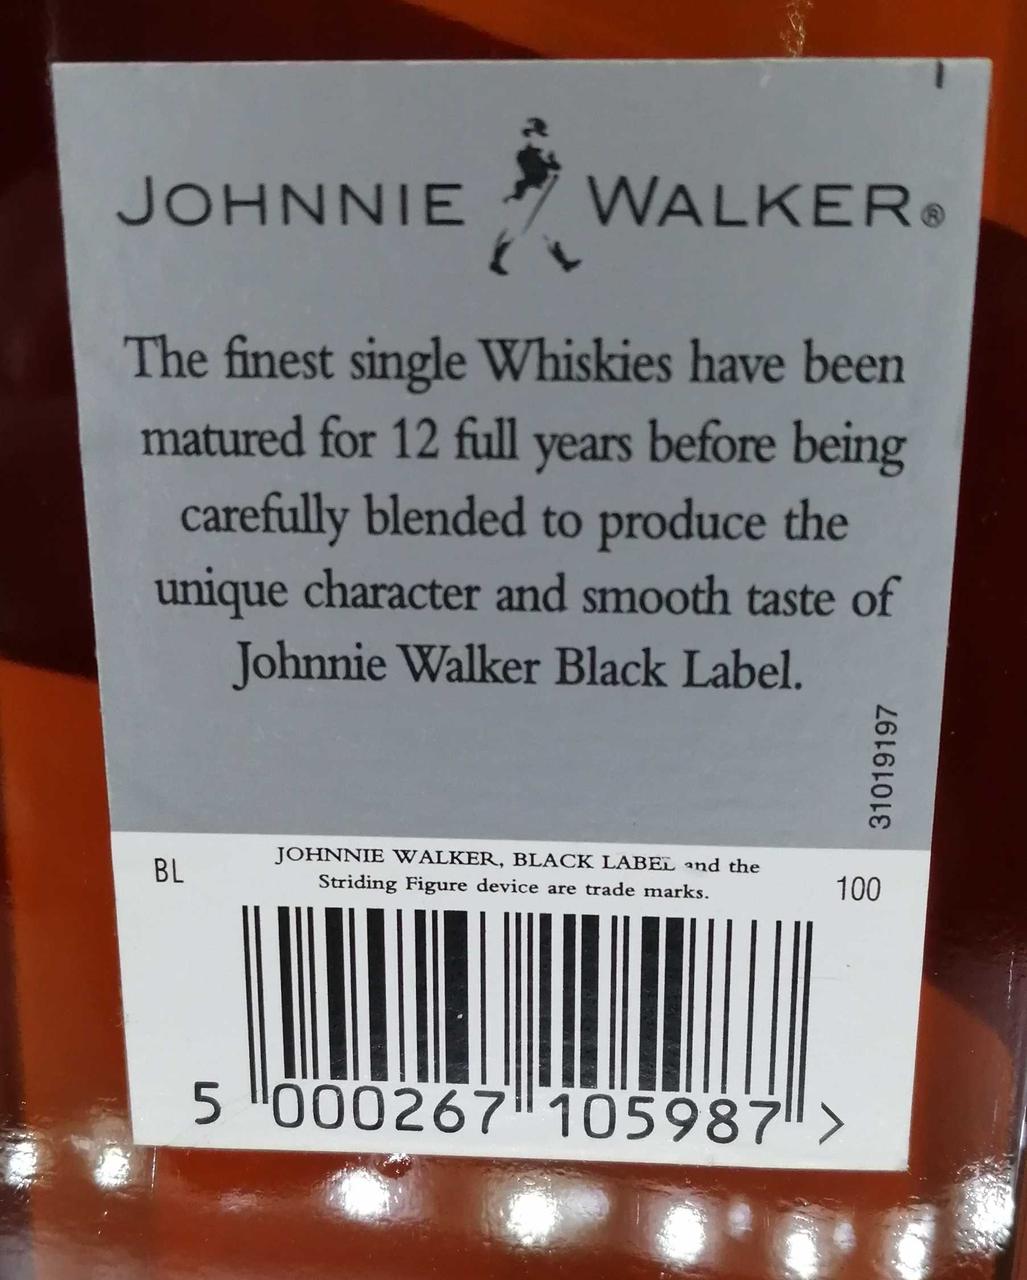 JOHNNIE WALKER®
The finest single Whiskies have been
matured for 12 full years before being
carefully blended to produce the
unique character and smooth taste of
Johnnie Walker Black Label.
31019197
BL
JOHNNIE WALKER, BLACK LABEL and the
Striding Figure device are trade marks.
100
5 000267 105987 >